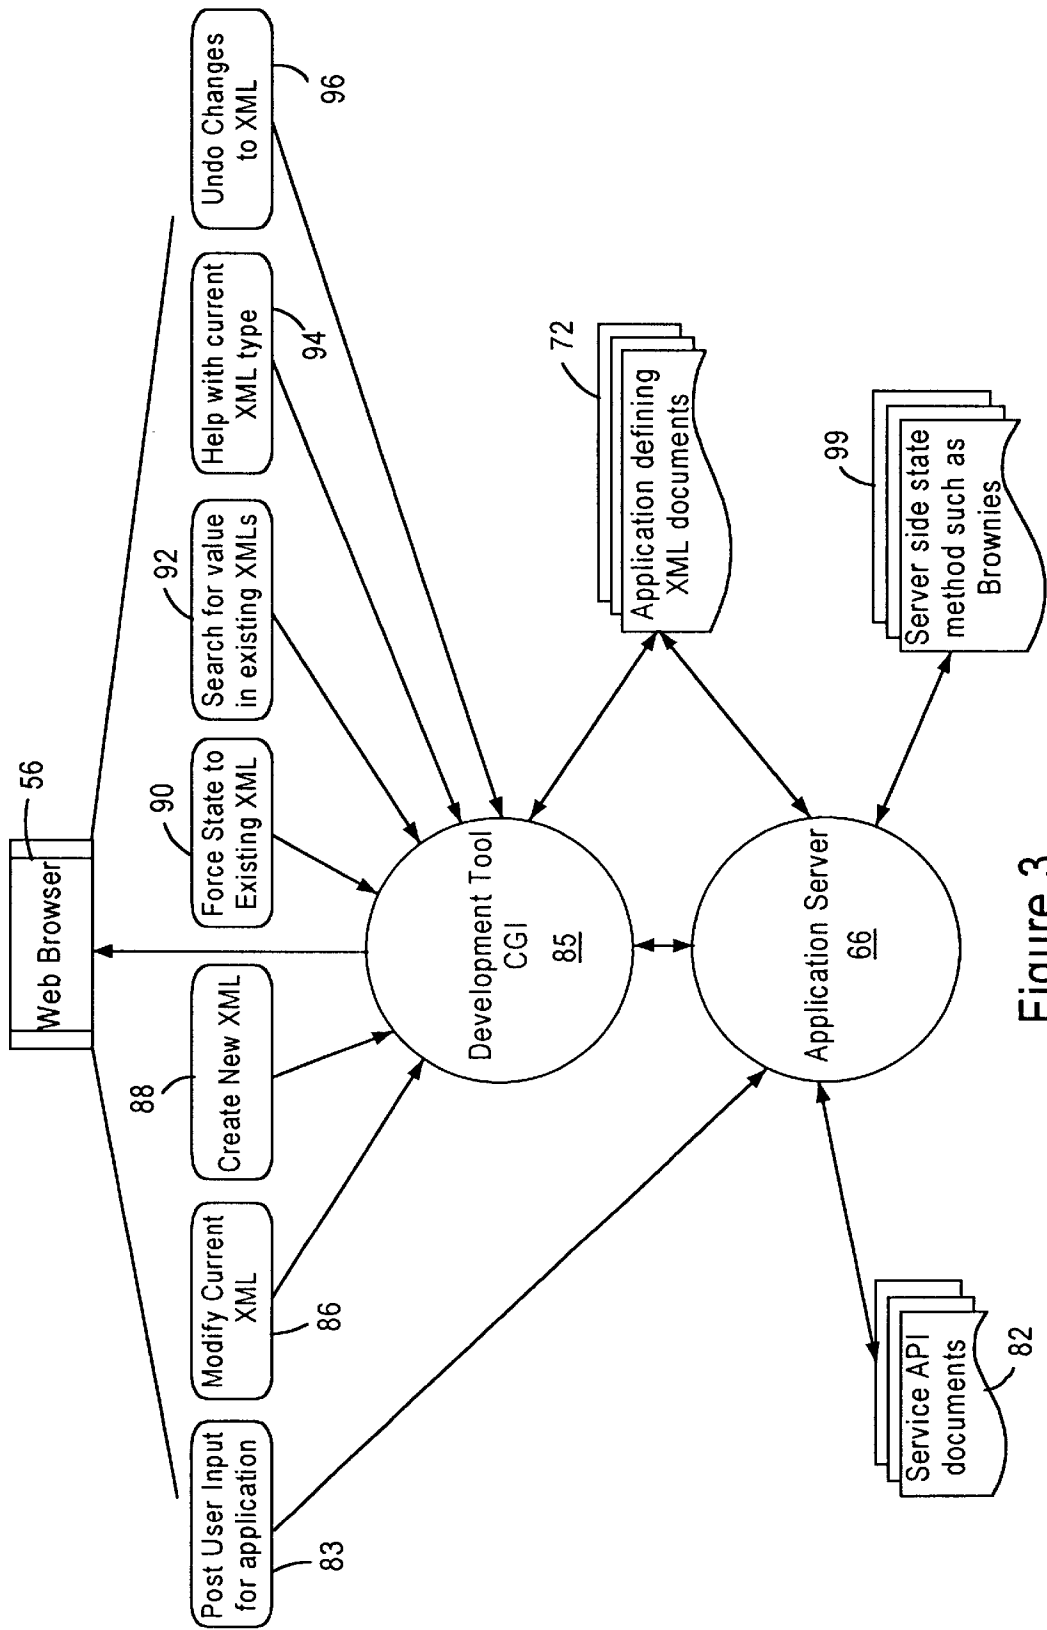 Web Browser
56
Post User Input
for application
83
Modify Current
XML
86
88
Create New XML
90
Force State to
Existing XML
92
Search for value
in existing XMLs
Help with current
XML type
94
Undo Changes
to XML
96
Development Tool
CGI
85
72
Application defining
XML documents
Application Server
66
Service API
documents
82
99
Server side state
method such as
Brownies
Figure 3